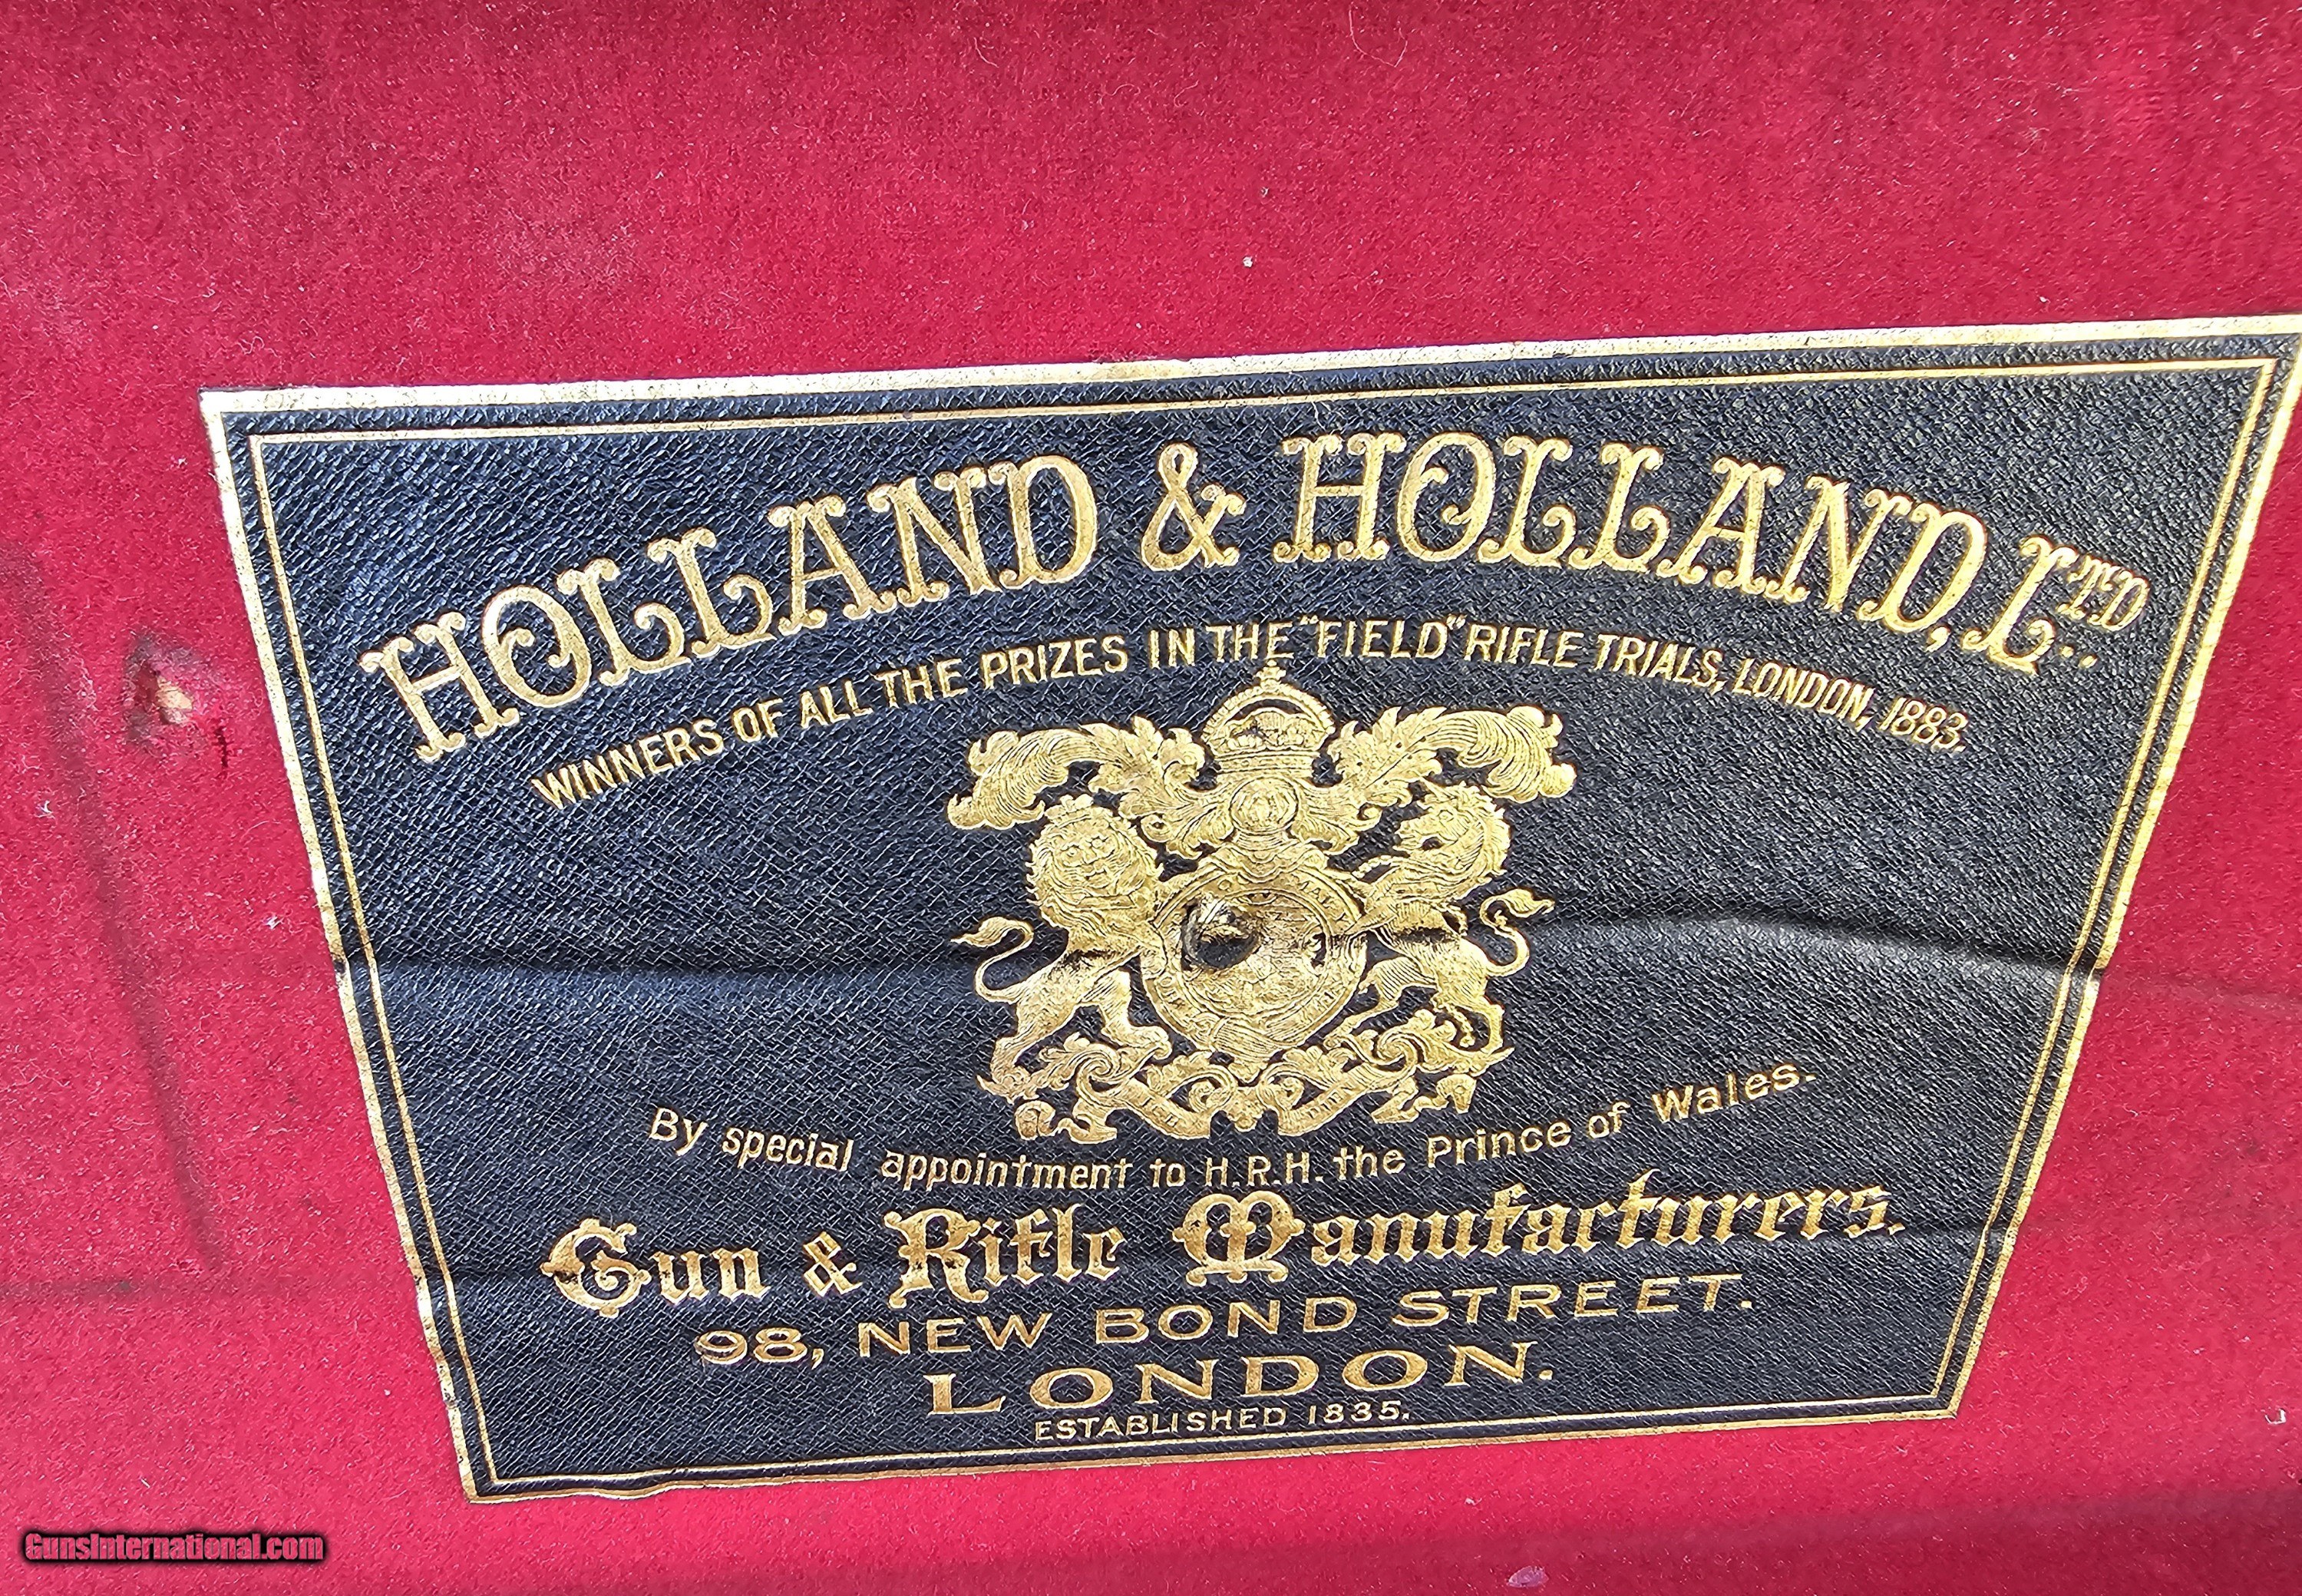 HOLLAND & HOLLAND, LTD.
WINNERS OF ALL THE PRIZES IN THE "FIELD" RIFLE TRIALS, LONDON, 1883.
By special appointment to H.R.H. the Prince of Wales.
Gun & Rifle Manufacturers.
98, NEW BOND STREET.
LONDON.
ESTABLISHED 1835.
GunsInternational.com